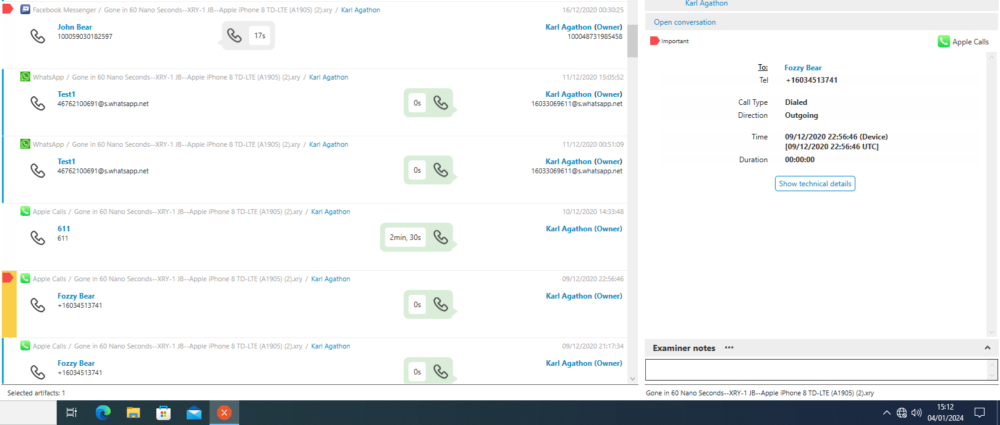 Facebook Messenger / Gone in 60 Nano Seconds--XRY-1 JB--Apple iPhone 8 TD-LTE (A1905) (2).xry / Karl Agathon 16/12/2020 00:30:25
John Bear 17s Karl Agathon (Owner)
100059030182597 100048731985458
WhatsApp / Gone in 60 Nano Seconds--XRY-1 JB--Apple iPhone 8 TD-LTE (A1905) (2).xry / Karl Agathon 11/12/2020 15:05:52
Test1 0s Karl Agathon (Owner)
46762100691@s.whatsapp.net 16033069611@s.whatsapp.net
WhatsApp / Gone in 60 Nano Seconds--XRY-1 JB--Apple iPhone 8 TD-LTE (A1905) (2).xry / Karl Agathon 11/12/2020 00:51:09
Test1 0s Karl Agathon (Owner)
46762100691@s.whatsapp.net 16033069611@s.whatsapp.net
Apple Calls / Gone in 60 Nano Seconds--XRY-1 JB--Apple iPhone 8 TD-LTE (A1905) (2).xry / Karl Agathon 10/12/2020 14:33:48
611 2min, 30s Karl Agathon (Owner)
611
Apple Calls / Gone in 60 Nano Seconds--XRY-1 JB--Apple iPhone 8 TD-LTE (A1905) (2).xry / Karl Agathon 09/12/2020 22:56:46
Fozzy Bear 0s Karl Agathon (Owner)
+16034513741
Apple Calls / Gone in 60 Nano Seconds--XRY-1 JB--Apple iPhone 8 TD-LTE (A1905) (2).xry / Karl Agathon 09/12/2020 21:17:34
Fozzy Bear 0s Karl Agathon (Owner)
+16034513741
Selected artifacts: 1
Karl Agathon
Open conversation
Important Apple Calls
To: Fozzy Bear
Tel +16034513741
Call Type Dialed
Direction Outgoing
Time 09/12/2020 22:56:46 (Device)
[09/12/2020 22:56:46 UTC]
Duration 00:00:00
Show technical details
Examiner notes ...
Gone in 60 Nano Seconds--XRY-1 JB--Apple iPhone 8 TD-LTE (A1905) (2).xry
15:12
04/01/2024